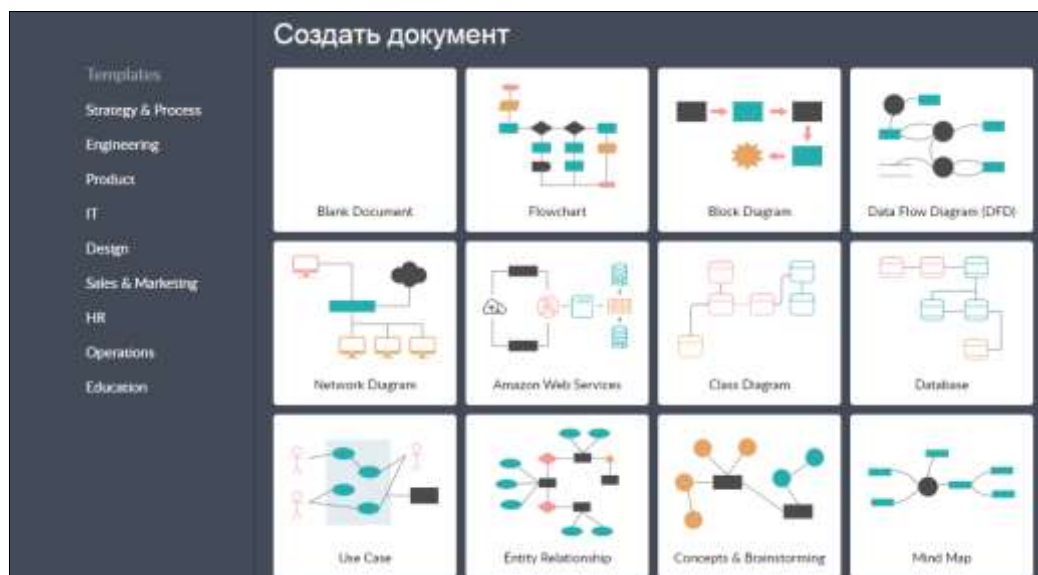 Создать документ
Templates
Strategy & Process
Engineering
Product
IT
Design
Sales & Marketing
HR
Operations
Education
Blank Document
Flowchart
Block Diagram
Data Flow Diagram (DFD)
Network Diagram
Amazon Web Services
Class Diagram
Database
Use Case
Entity Relationship
Concepts & Brainstorming
Mind Map